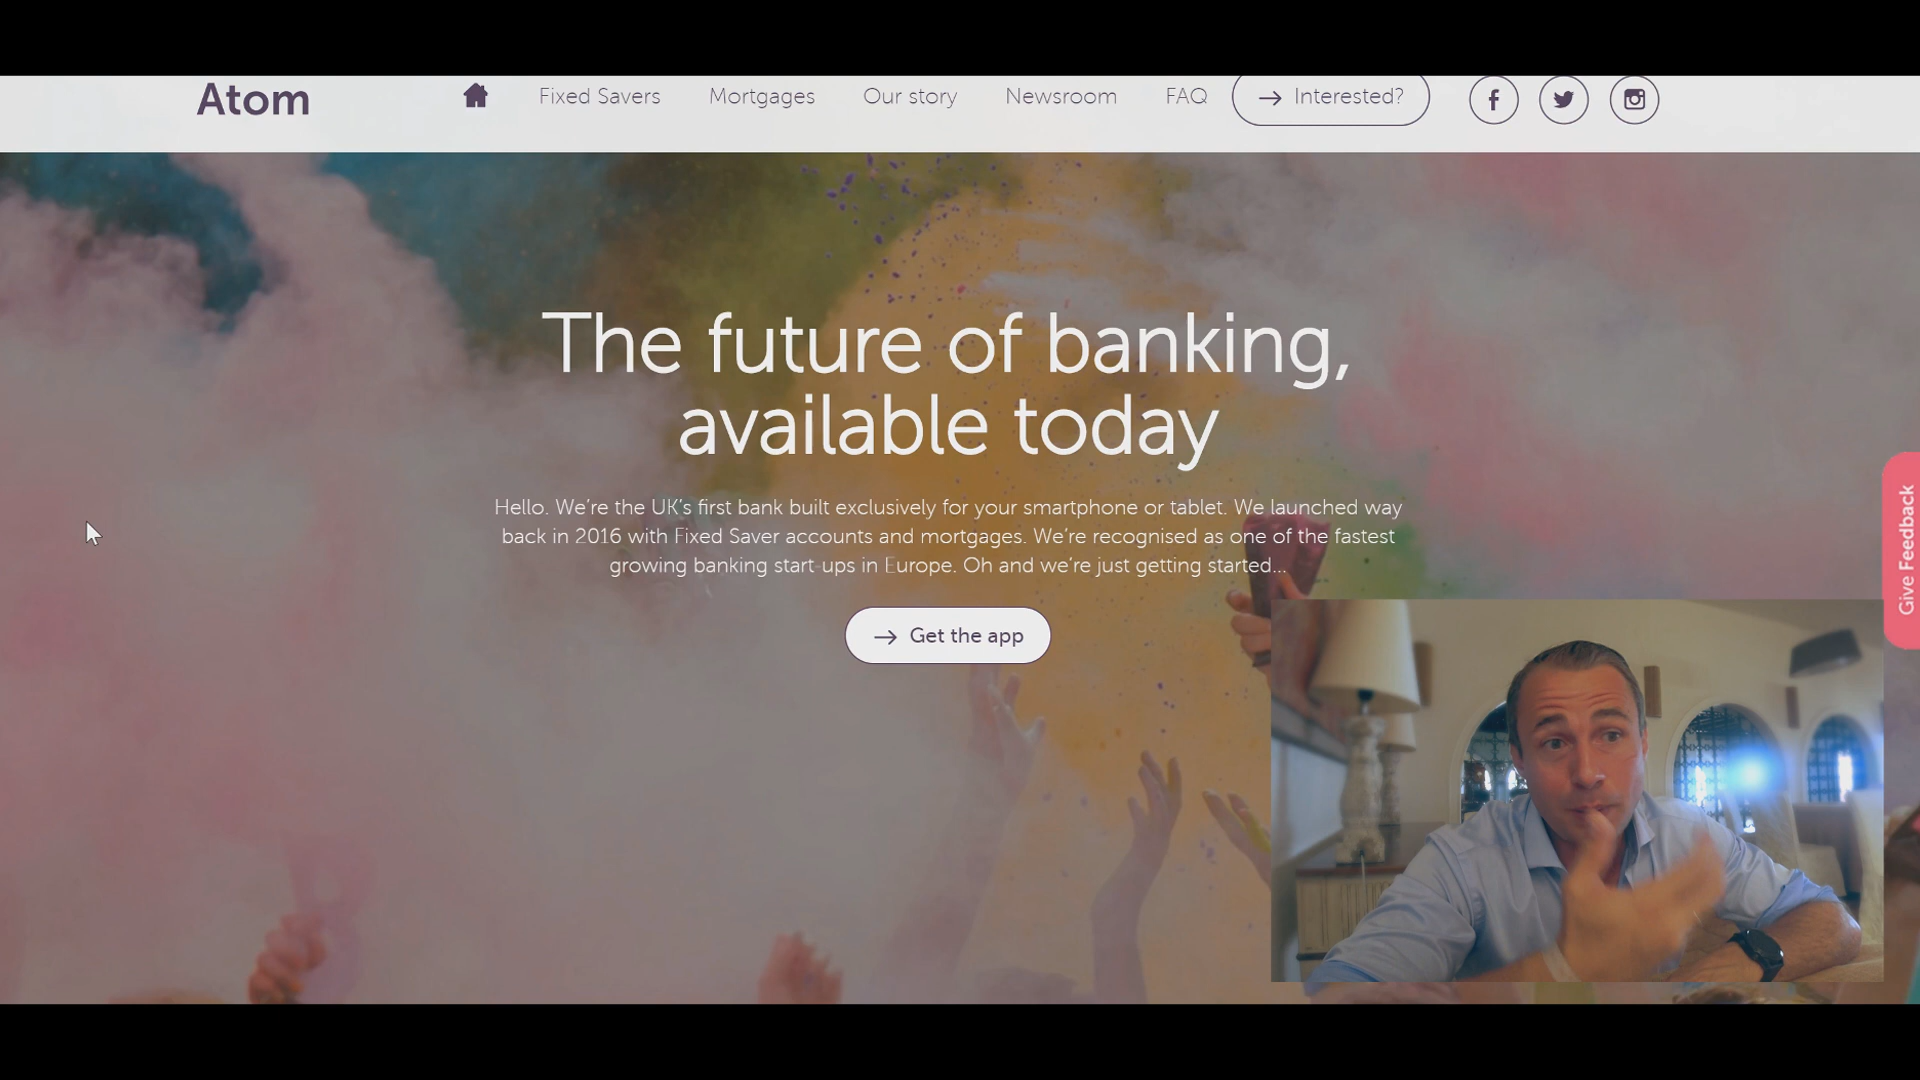 Atom
Fixed Savers
Mortgages
Our story
Newsroom
FAQ
→ Interested?
The future of banking,
available today
Hello. We’re the UK’s first bank built exclusively for your smartphone or tablet. We launched way
back in 2016 with Fixed Saver accounts and mortgages. We’re recognised as one of the fastest
growing banking start-ups in Europe. Oh and we’re just getting started...
→ Get the app
Give Feedback